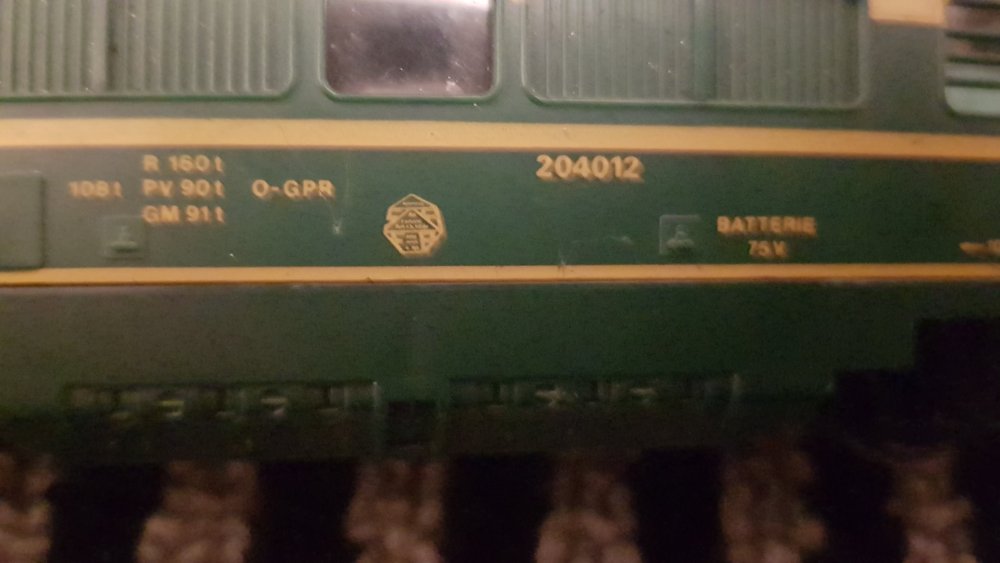 R 160 t
108 t PV 90 t O-GPR
GM 91 t
204012
BATTERIE
75 V.